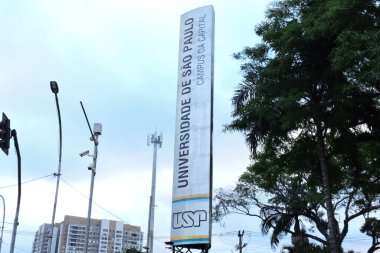 UNIVERSIDADE DE SÃO PAULO
CAMPUS DA CAPITAL
USP